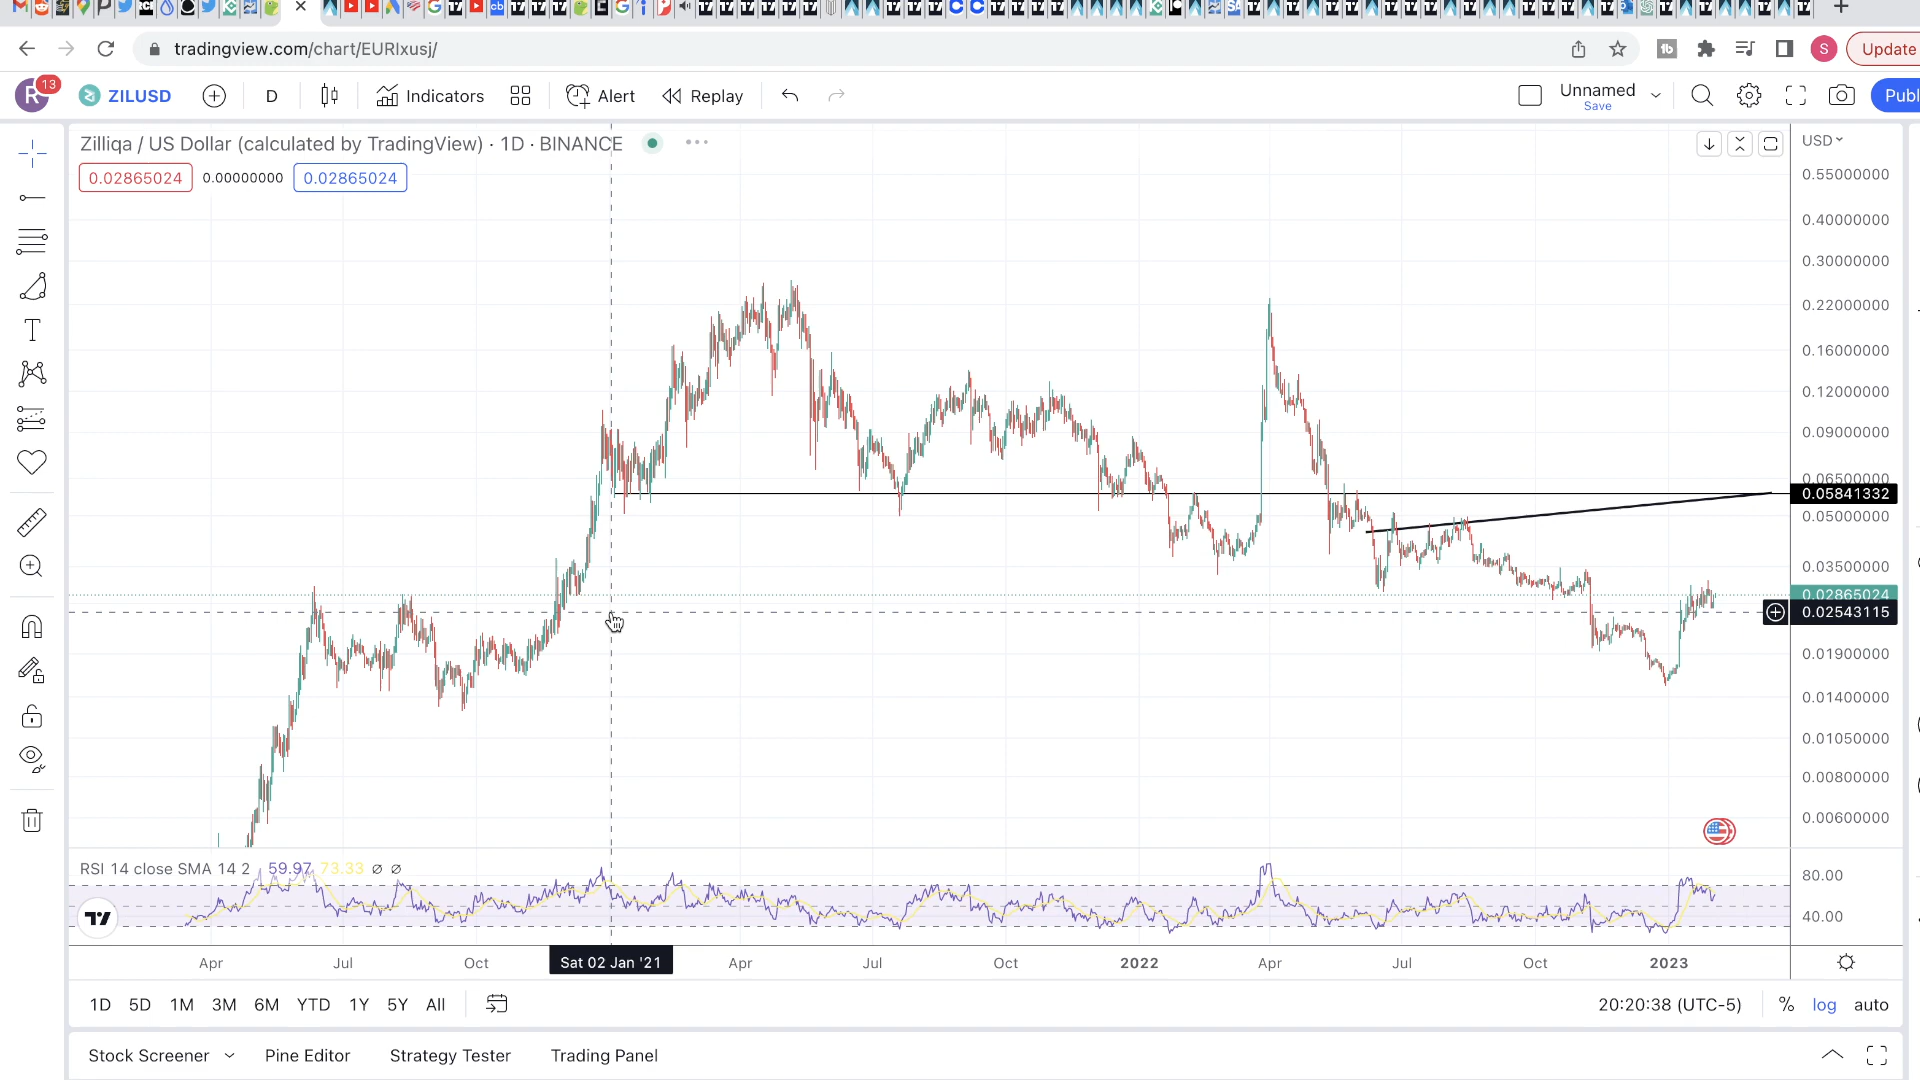 tradingview.com/chart/EURIxusj/
S
Update
R
13
ZILUSD
D
Indicators
Alert
Replay
Unnamed
Save
Publ
Zilliqa / US Dollar (calculated by TradingView) · 1D · BINANCE
USD
0.02865024 0.00000000 0.02865024
0.55000000
0.40000000
0.30000000
0.22000000
0.16000000
0.12000000
0.09000000
0.06500000
0.05841332
0.05000000
0.03500000
0.02865024
0.02543115
0.01900000
0.01400000
0.01050000
0.00800000
0.00600000
RSI 14 close SMA 14 2 59.97 73.33 ∅ ∅
80.00
40.00
Apr Jul Oct Sat 02 Jan '21 Apr Jul Oct 2022 Apr Jul Oct 2023
1D 5D 1M 3M 6M YTD 1Y 5Y All
20:20:38 (UTC-5) % log auto
Stock Screener Pine Editor Strategy Tester Trading Panel